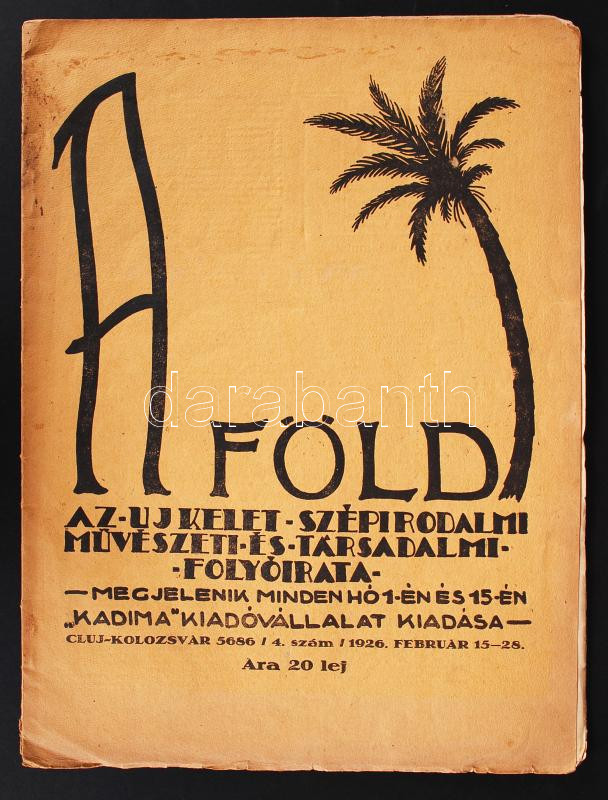 A FÖLD
AZ-UJ KELET-SZÉPIRODALMI
MŰVÉSZETI-ÉS-TÁRSADALMI-
-FOLYÓIRATA-
— MEGJELENIK MINDEN HÓ 1-ÉN ÉS 15-ÉN
„KADIMA“ KIADÓVÁLLALAT KIADÁSA —
CLUJ-KOLOZSVÁR 5686 / 4. szám / 1926. FEBRUÁR 15—28.
Ara 20 lej
darabanth